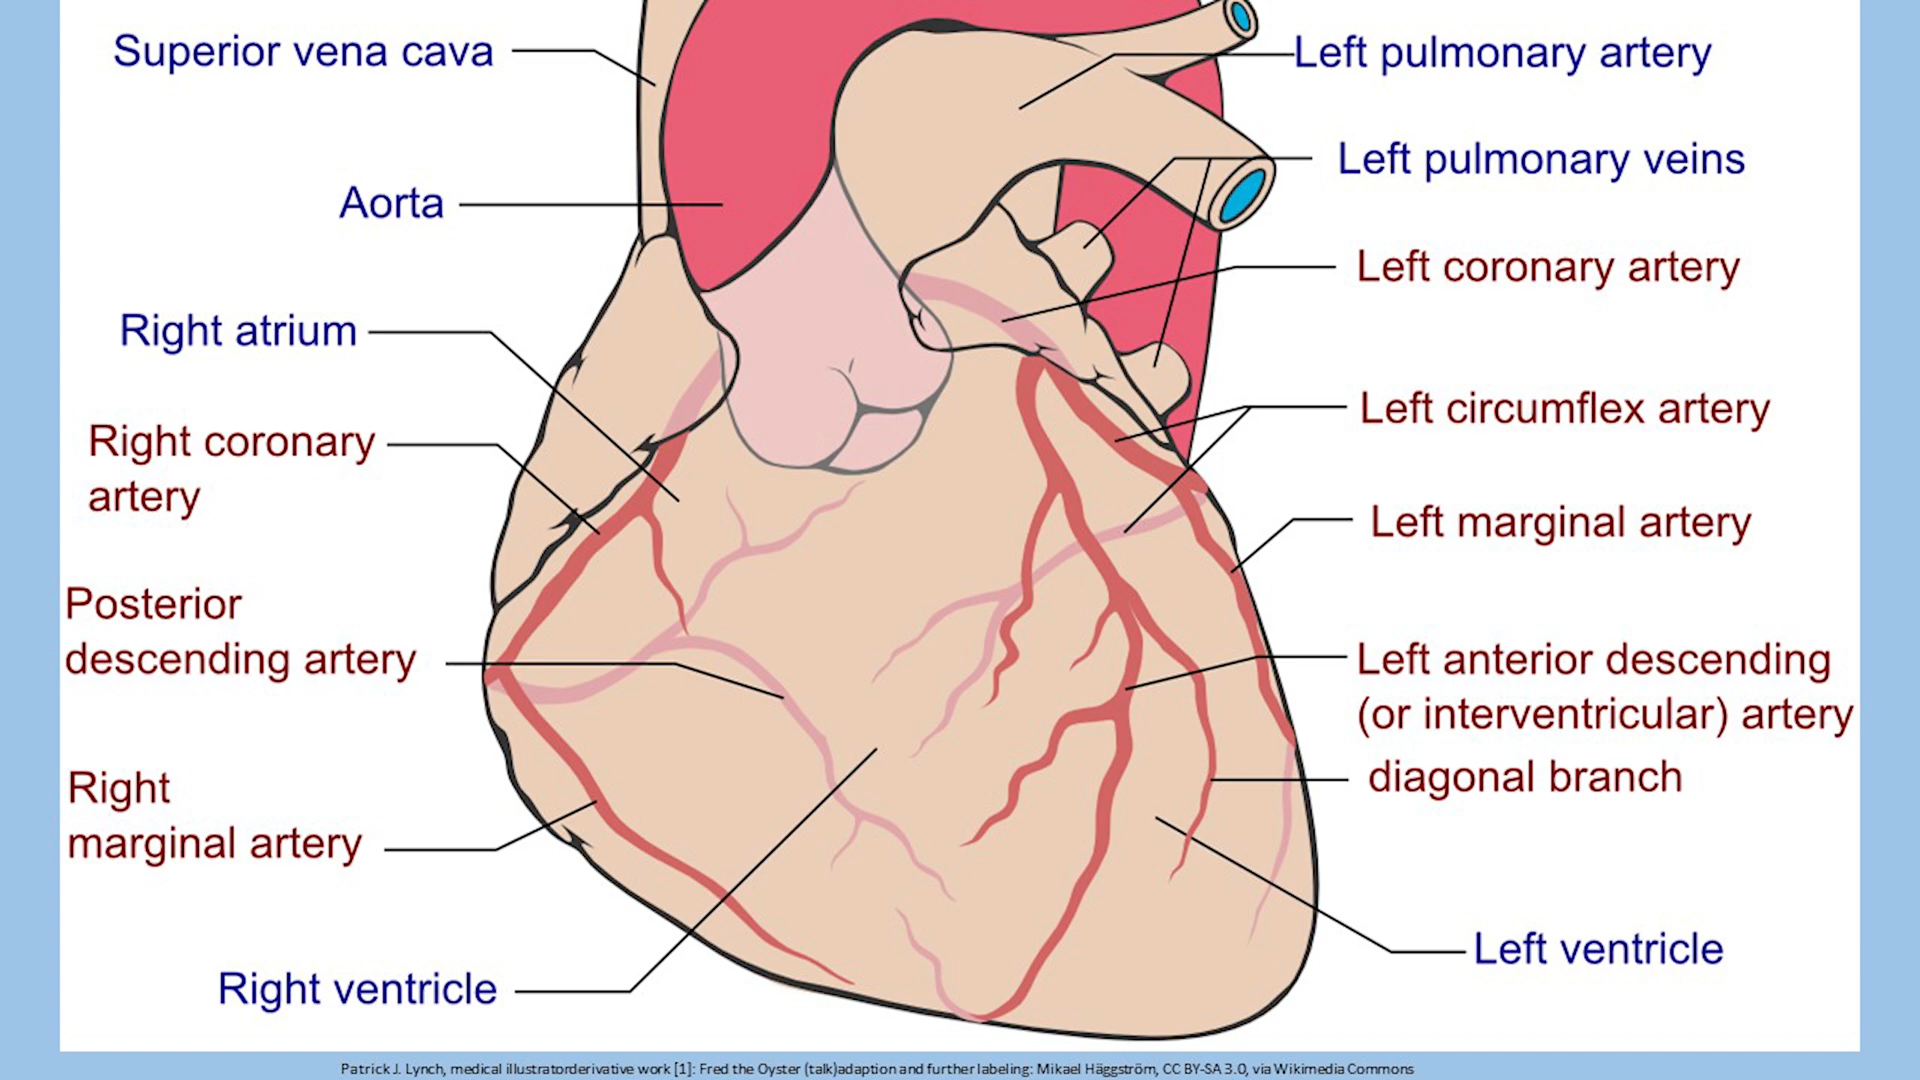 Superior vena cava
Aorta
Right atrium
Right coronary
artery
Posterior
descending artery
Right
marginal artery
Right ventricle
Left pulmonary artery
Left pulmonary veins
Left coronary artery
Left circumflex artery
Left marginal artery
Left anterior descending
(or interventricular) artery
diagonal branch
Left ventricle
Patrick J. Lynch, medical illustratorderivative work [1]: Fred the Oyster (talk)adaption and further labeling: Mikael Häggström, CC BY-SA 3.0, via Wikimedia Commons